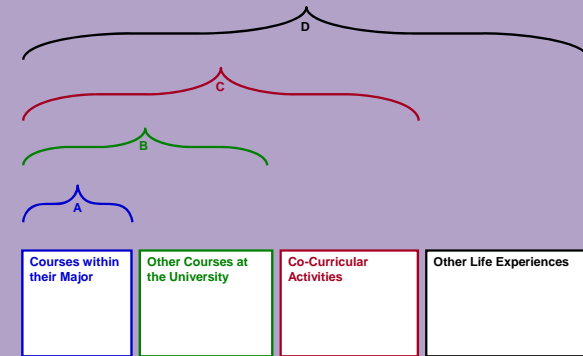 D
C
B
A
Courses within
their Major
Other Courses at
the University
Co-Curricular
Activities
Other Life Experiences